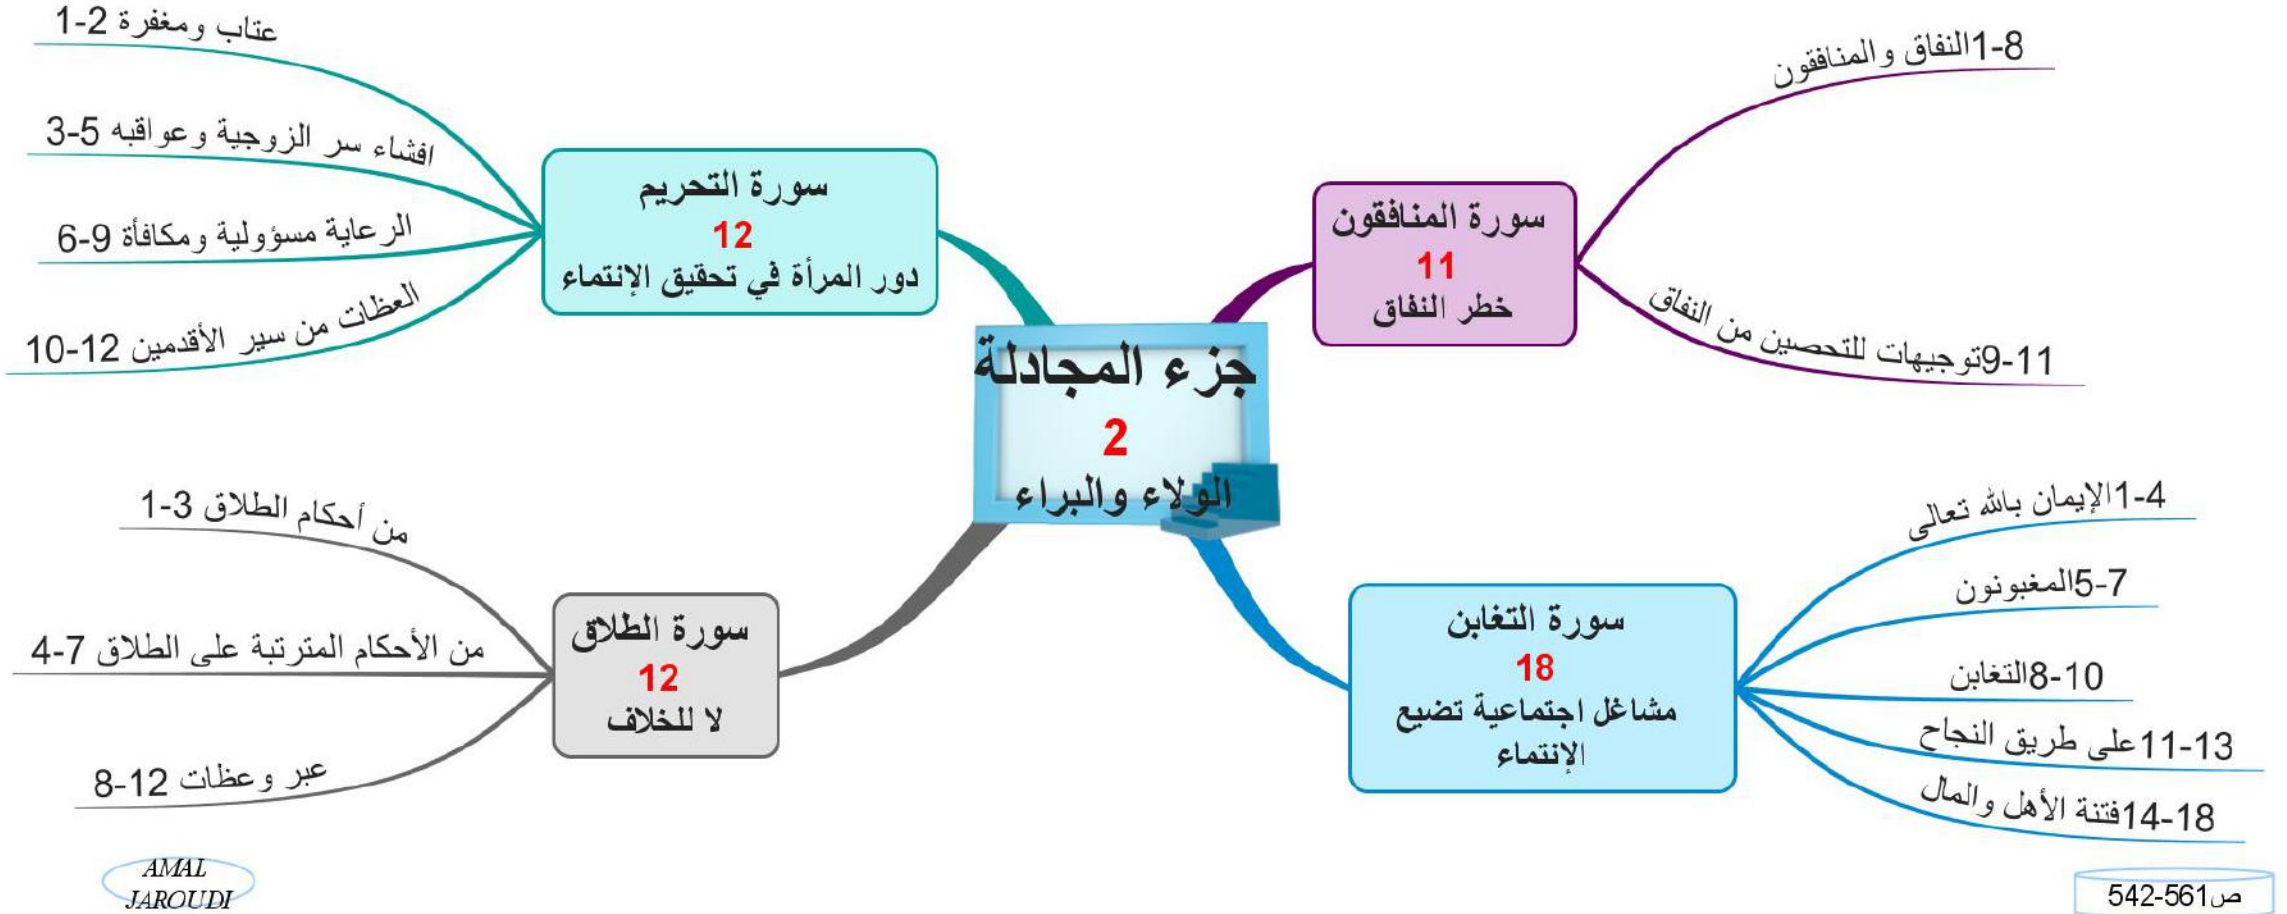 جزء المجادلة
2
الولاء والبراء
سورة المنافقون
11
خطر النفاق
1-8النفاق والمنافقون
9-11توجيهات للتحصين من النفاق
سورة التغابن
18
مشاغل اجتماعية تضيع
الإنتماء
1-4الإيمان بالله تعالى
5-7المغبونون
8-10التغابن
11-13على طريق النجاح
14-18فتنة الأهل والمال
سورة الطلاق
12
لا للخلاف
من أحكام الطلاق 1-3
من الأحكام المترتبة على الطلاق 4-7
عبر وعظات 8-12
سورة التحريم
12
دور المرأة في تحقيق الإنتماء
عتاب ومغفرة 1-2
افشاء سر الزوجية وعواقبه 3-5
الرعاية مسؤولية ومكافأة 6-9
العظات من سير الأقدمين 10-12
AMAL
JAROUDI
ص542-561